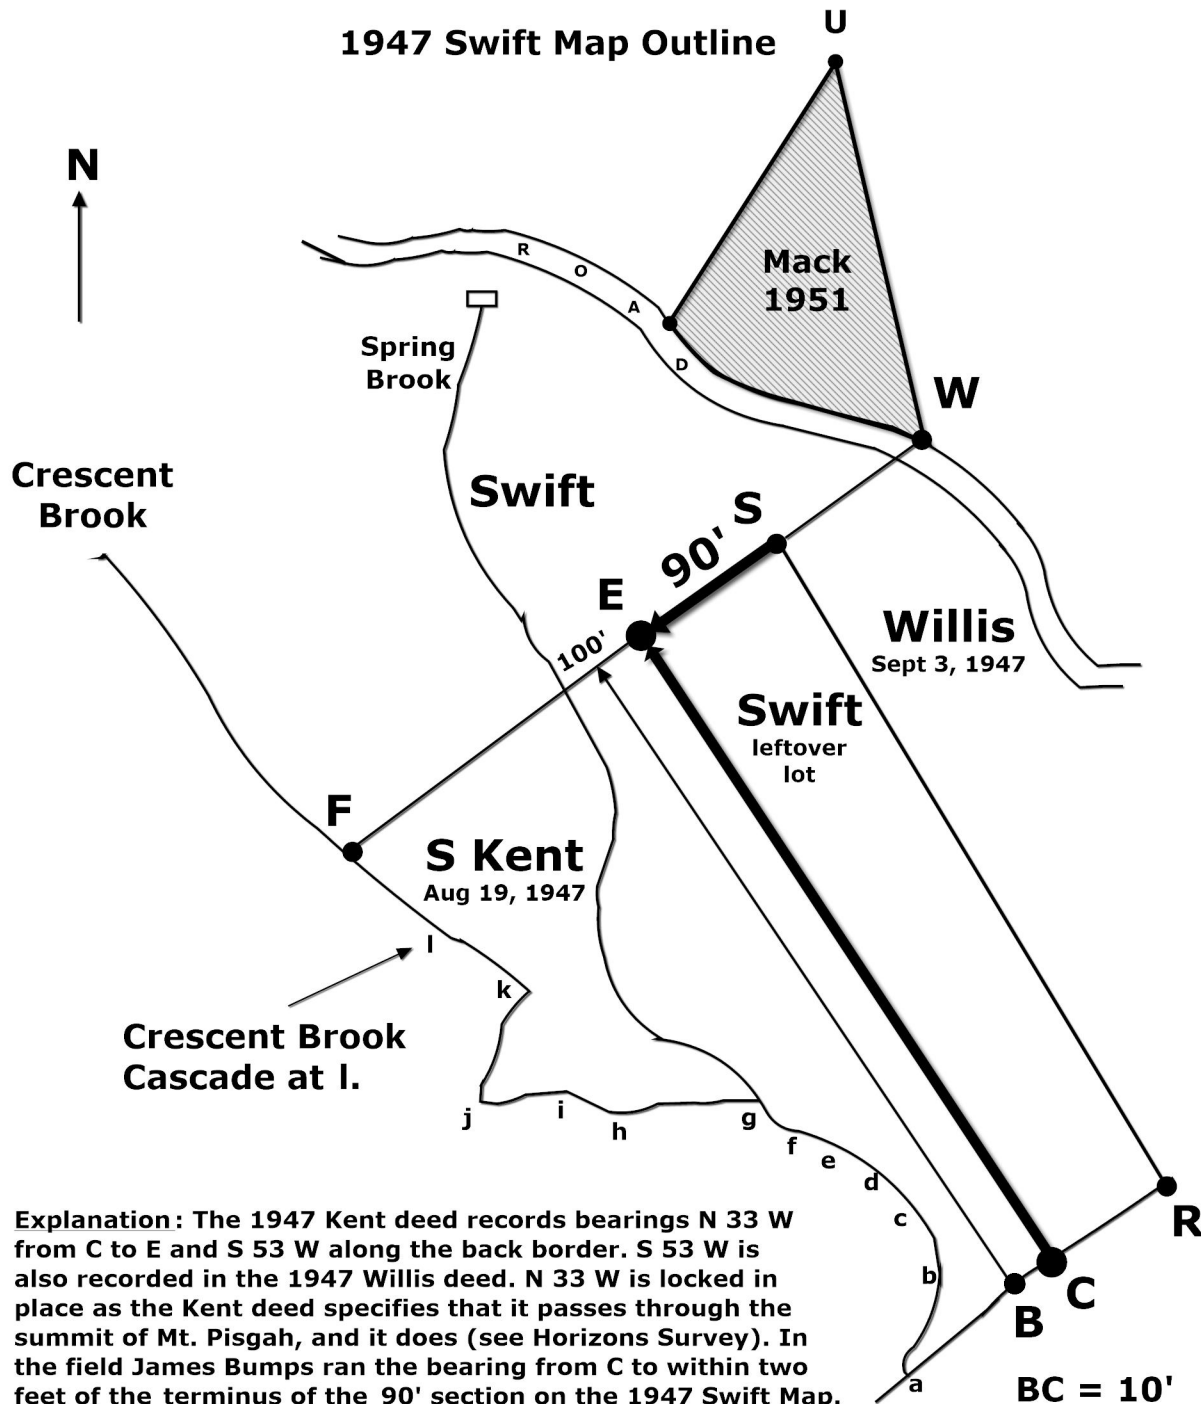 U
1947 Swift Map Outline
N
Mack
1951
R
O
A
D
Spring
Brook
W
Crescent
Brook
Swift
S
90'
E
100'
Willis
Sept 3, 1947
Swift
leftover
lot
F
S Kent
Aug 19, 1947
l
k
Crescent Brook
Cascade at l.
j
i
h
g
f
e
d
c
b
a
R
C
B
BC = 10'
Explanation: The 1947 Kent deed records bearings N 33 W
from C to E and S 53 W along the back border. S 53 W is
also recorded in the 1947 Willis deed. N 33 W is locked in
place as the Kent deed specifies that it passes through the
summit of Mt. Pisgah, and it does (see Horizons Survey). In
the field James Bumps ran the bearing from C to within two
feet of the terminus of the 90' section on the 1947 Swift Map.